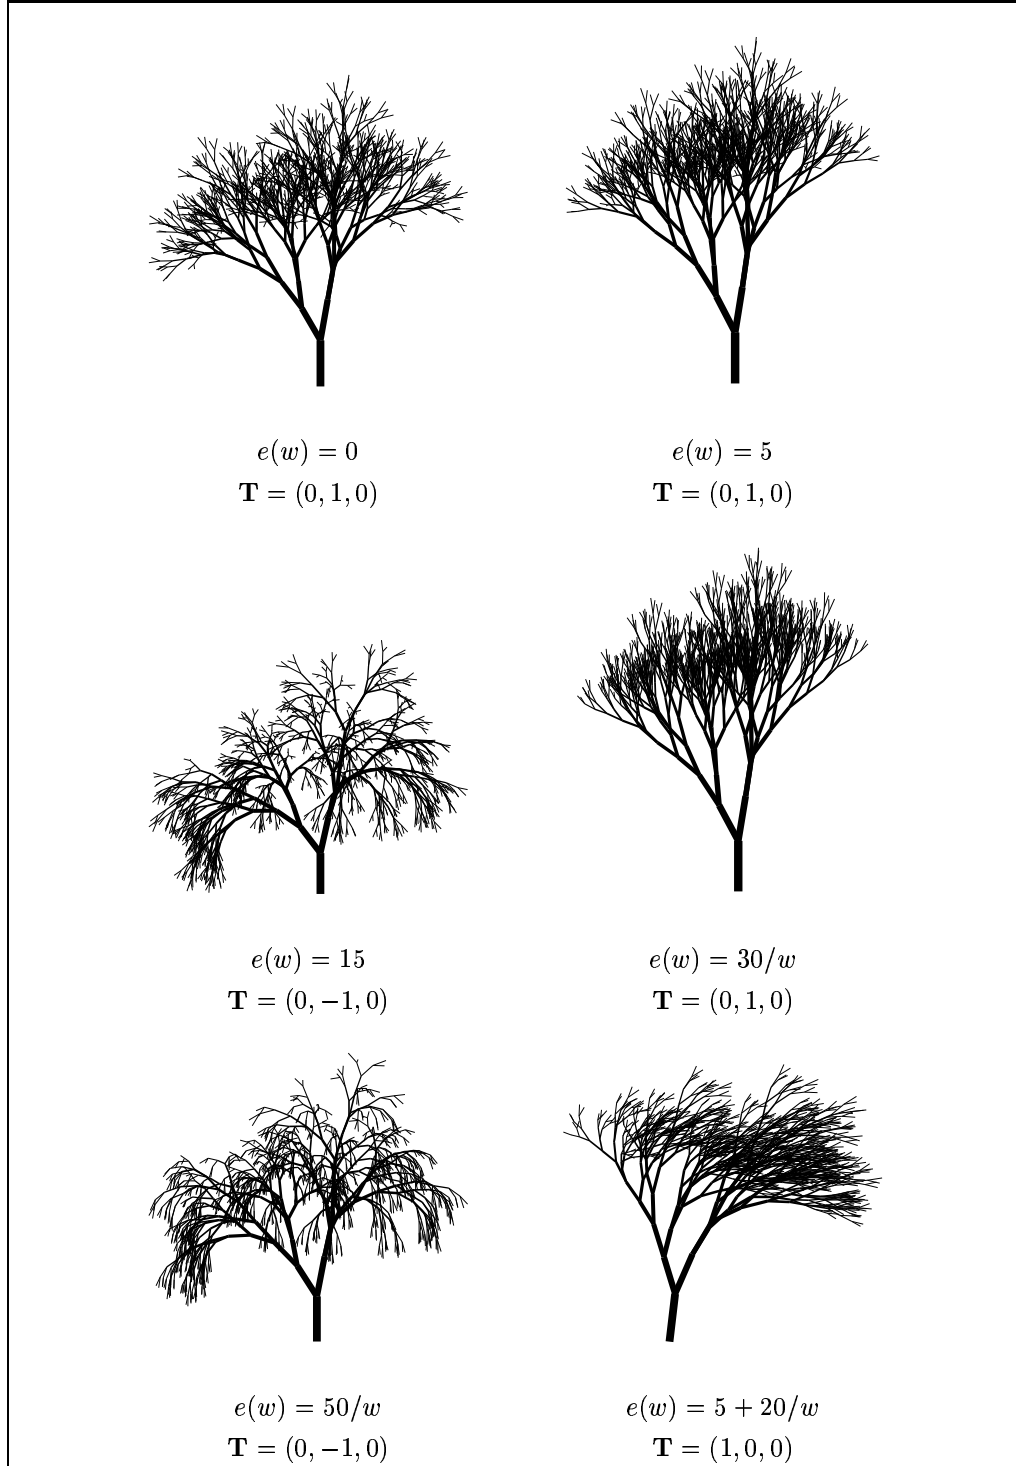 e(w) = 0
T = (0, 1, 0)
e(w) = 5
T = (0, 1, 0)
e(w) = 15
T = (0, −1, 0)
e(w) = 30/w
T = (0, 1, 0)
e(w) = 50/w
T = (0, −1, 0)
e(w) = 5 + 20/w
T = (1, 0, 0)